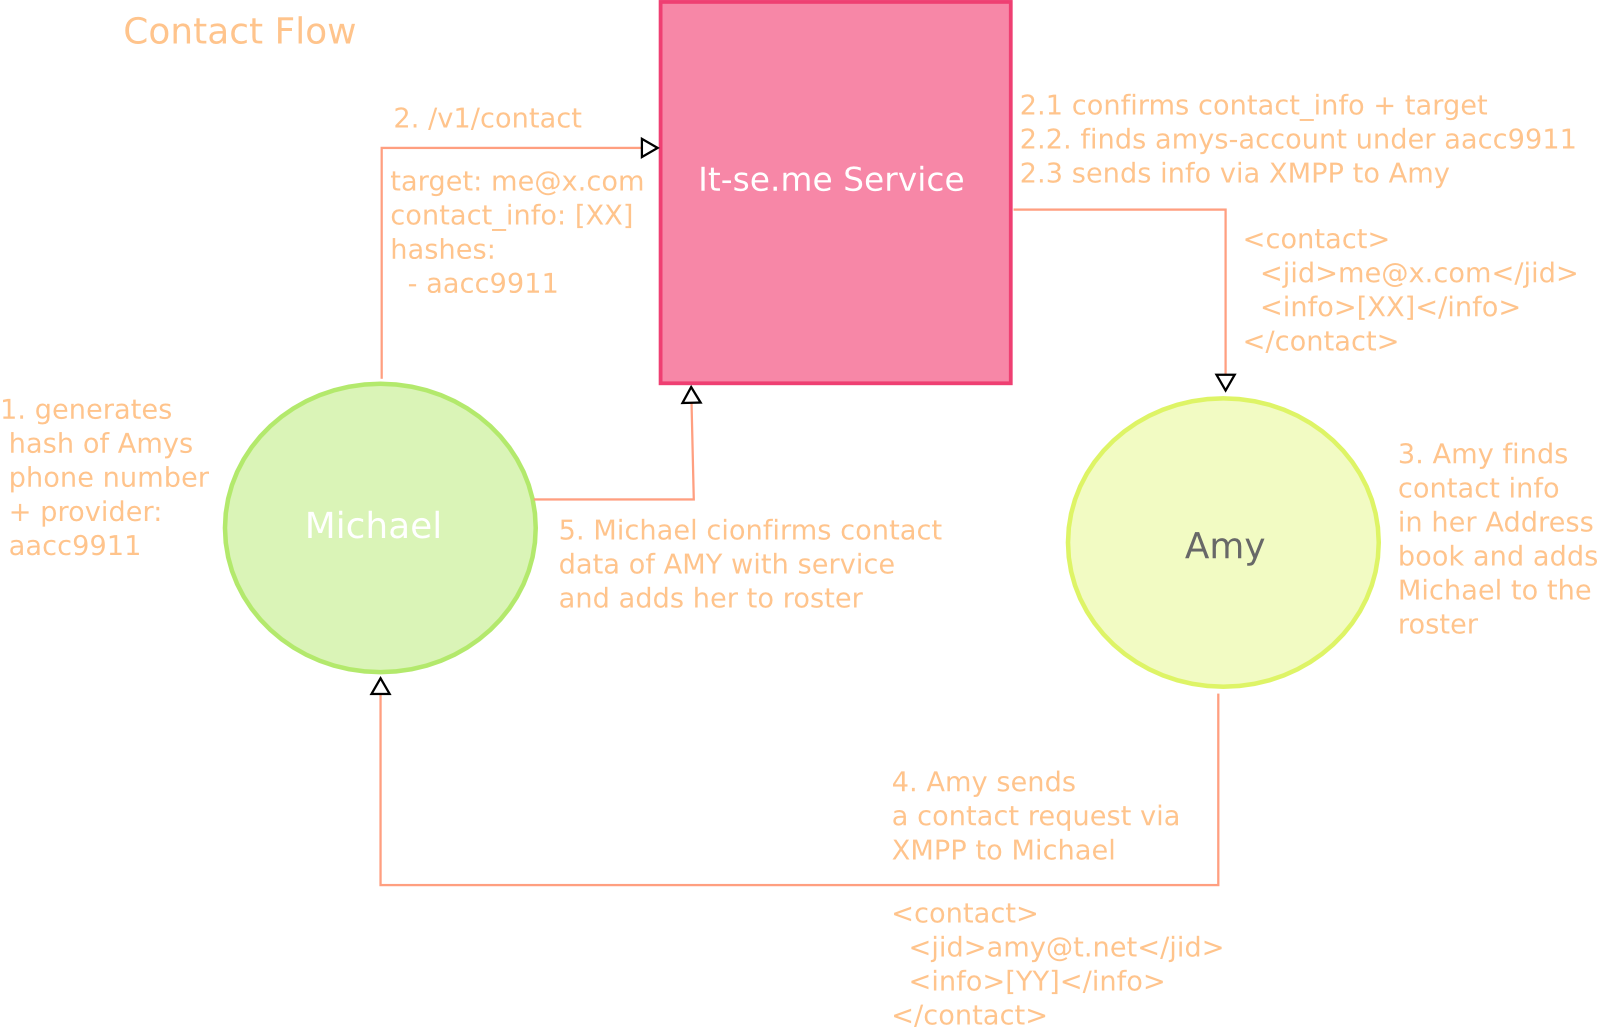 Contact Flow
2. /v1/contact
target: me@x.com
contact_info: [XX]
hashes:
- aacc9911
It-se.me Service
2.1 confirms contact_info + target
2.2. finds amys-account under aacc9911
2.3 sends info via XMPP to Amy
<contact>
<jid>me@x.com</jid>
<info>[XX]</info>
</contact>
1. generates
hash of Amys
phone number
+ provider:
aacc9911
Michael
5. Michael cionfirms contact
data of AMY with service
and adds her to roster
Amy
3. Amy finds
contact info
in her Address
book and adds
Michael to the
roster
4. Amy sends
a contact request via
XMPP to Michael
<contact>
<jid>amy@t.net</jid>
<info>[YY]</info>
</contact>